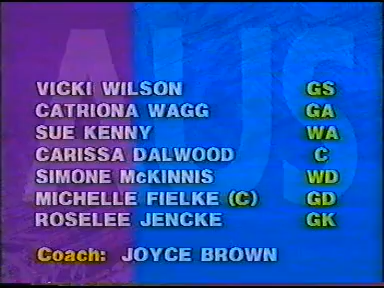 AUS
VICKI WILSON GS
CATRIONA WAGG GA
SUE KENNY WA
CARISSA DALWOOD C
SIMONE McKINNIS WD
MICHELLE FIELKE (C) GD
ROSELEE JENCKE GK
Coach: JOYCE BROWN